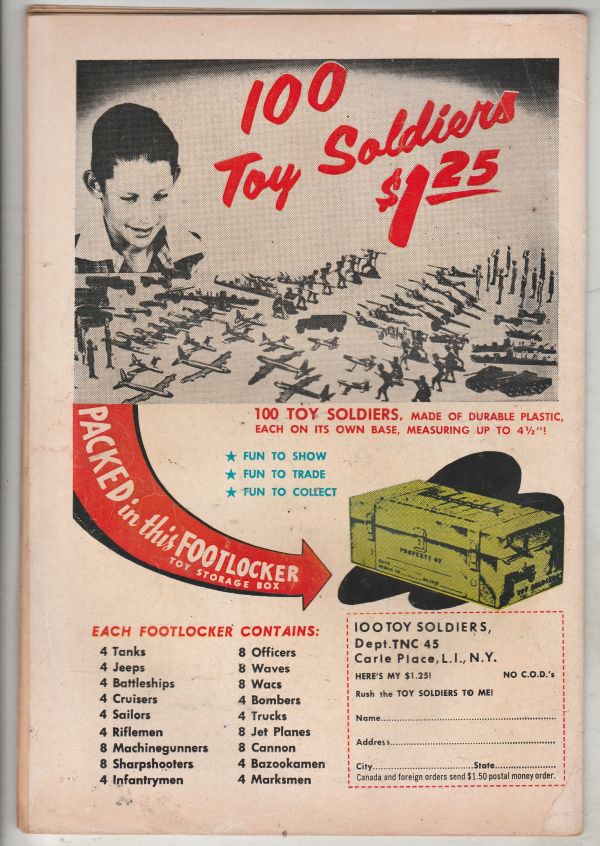 100
Toy Soldiers
$1.25
100 TOY SOLDIERS, MADE OF DURABLE PLASTIC,
EACH ON ITS OWN BASE, MEASURING UP TO 4½"!
★ FUN TO SHOW
★ FUN TO TRADE
★ FUN TO COLLECT
PACKED in this FOOTLOCKER
TOY STORAGE BOX
PROPERTY OF
EACH FOOTLOCKER CONTAINS:
4 Tanks
4 Jeeps
4 Battleships
4 Cruisers
4 Sailors
4 Riflemen
8 Machinegunners
8 Sharpshooters
4 Infantrymen
8 Officers
8 Waves
8 Wacs
4 Bombers
4 Trucks
8 Jet Planes
8 Cannon
4 Bazookamen
4 Marksmen
100 TOY SOLDIERS,
Dept. TNC 45
Carle Place, L.I., N.Y.
HERE'S MY $1.25! NO C.O.D.'s
Rush the TOY SOLDIERS TO ME!
Name
Address
City State
Canada and foreign orders send $1.50 postal money order.